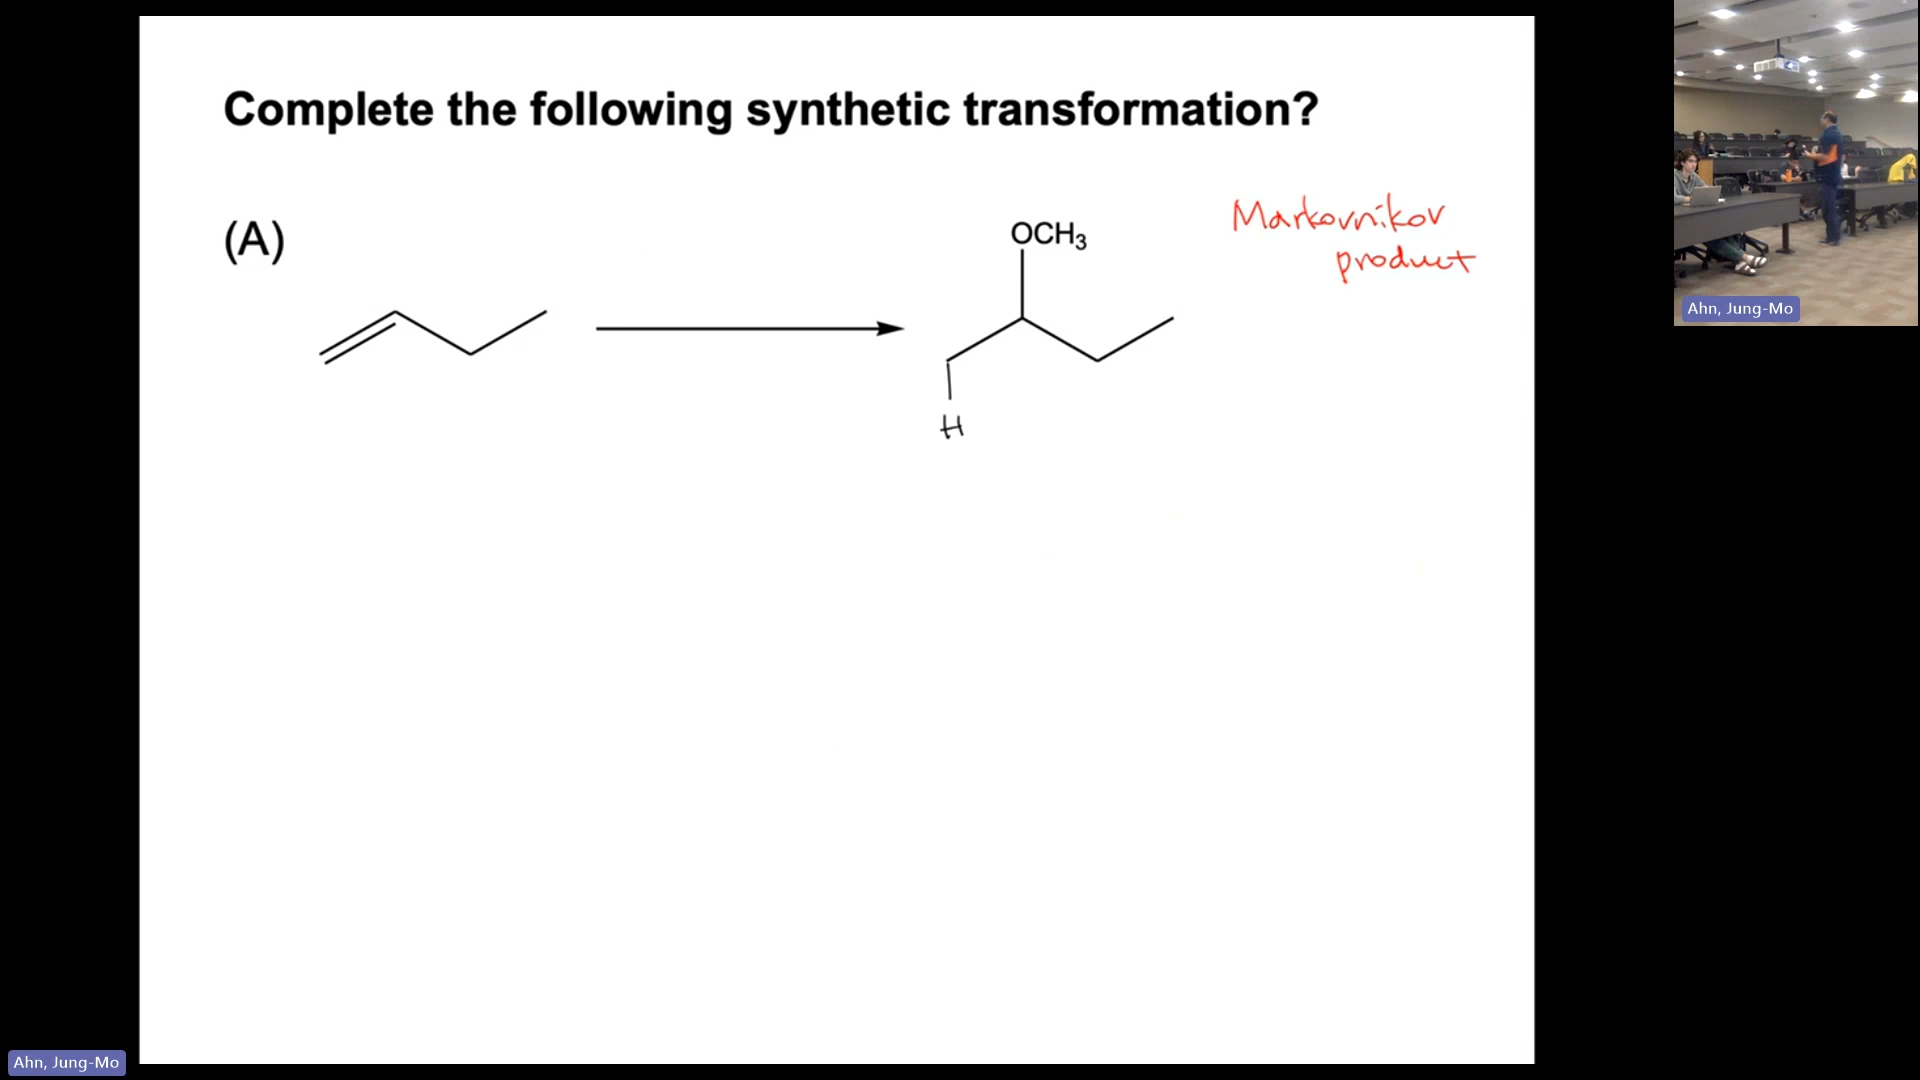 Complete the following synthetic transformation?
(A)
OCH₃
H
Markovnikov
product
Ahn, Jung-Mo
Ahn, Jung-Mo